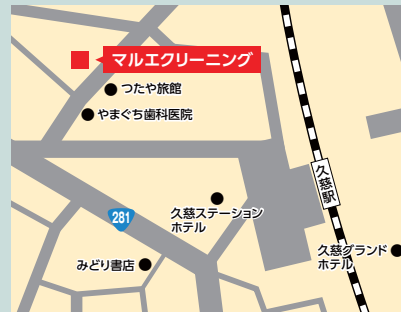 マルエクリーニング
つたや旅館
やまぐち歯科医院
久慈駅
久慈ステーション
ホテル
281
久慈グランド
ホテル
みどり書店